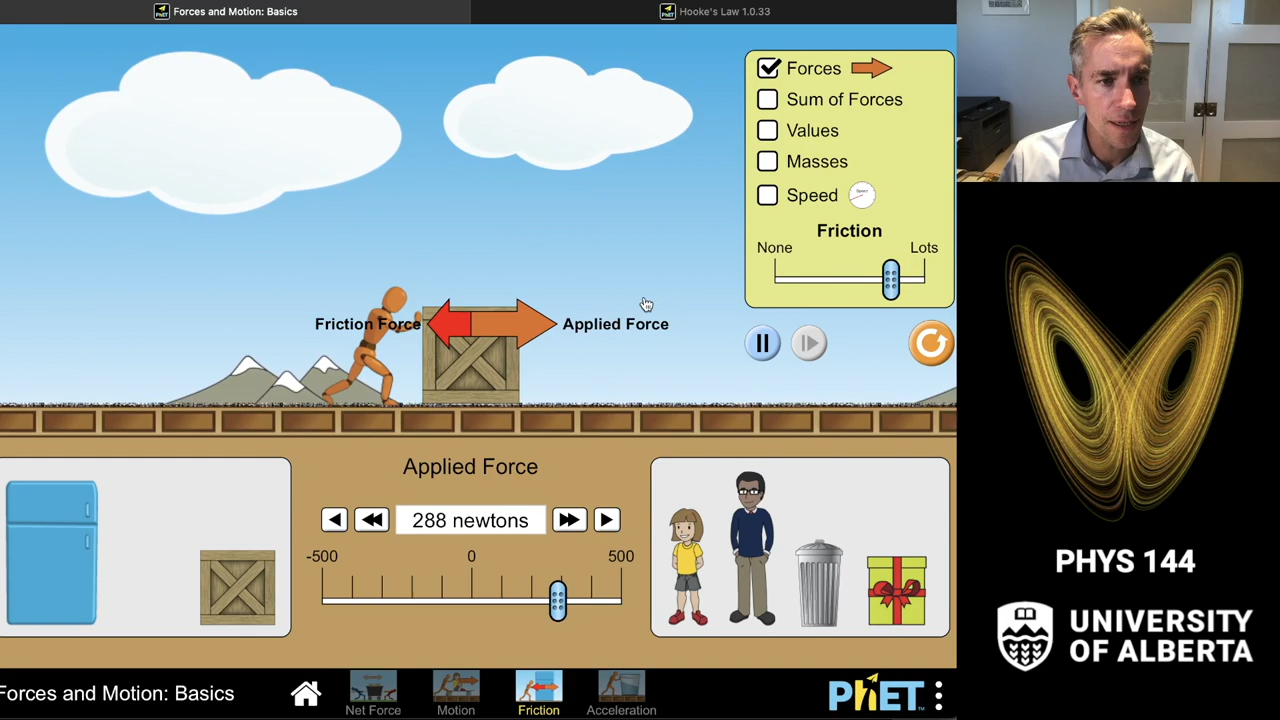 Forces and Motion: Basics
Hooke's Law 1.0.33
Forces
Sum of Forces
Values
Masses
Speed
Friction
None
Lots
Friction Force
Applied Force
Applied Force
288 newtons
-500
0
500
PHYS 144
UNIVERSITY
OF ALBERTA
Forces and Motion: Basics
Net Force
Motion
Friction
Acceleration
PhET